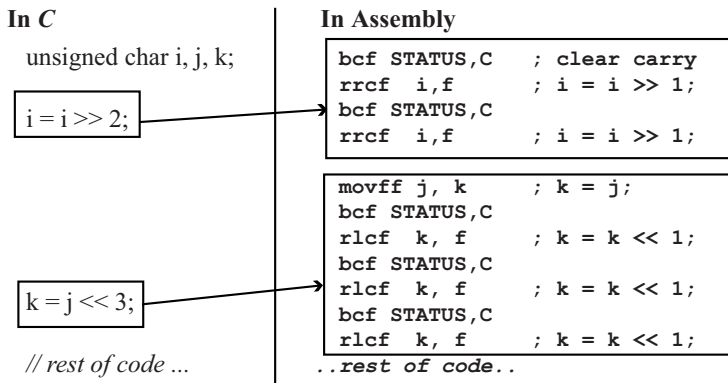 In C
unsigned char i, j, k;
i = i >> 2;
k = j << 3;
// rest of code ...
In Assembly
bcf STATUS,C ; clear carry
rrcf i,f ; i = i >> 1;
bcf STATUS,C
rrcf i,f ; i = i >> 1;
movff j, k ; k = j;
bcf STATUS,C
rlcf k, f ; k = k << 1;
bcf STATUS,C
rlcf k, f ; k = k << 1;
bcf STATUS,C
rlcf k, f ; k = k << 1;
..rest of code..